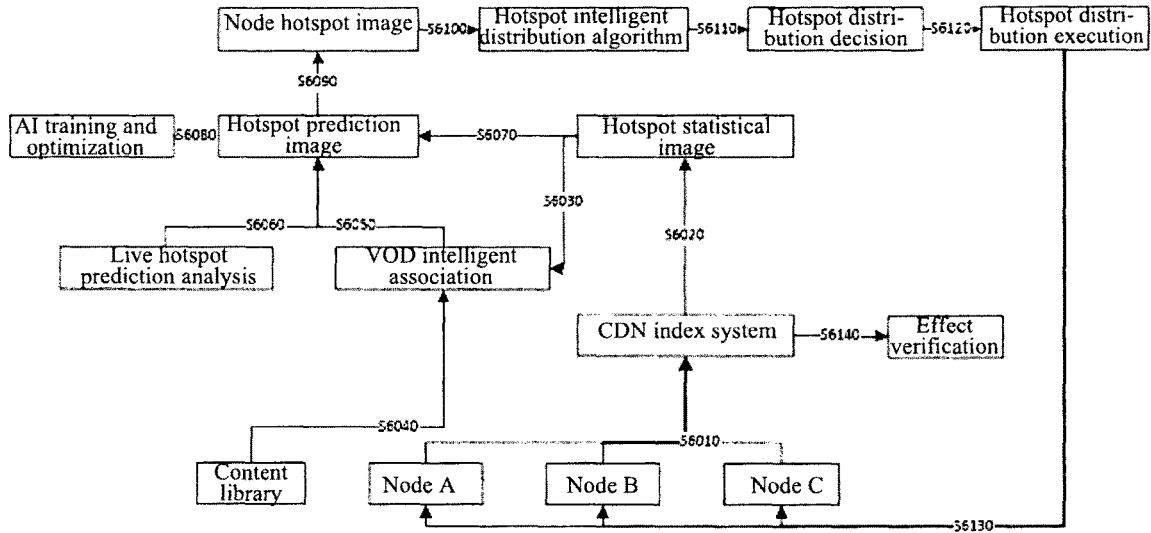 Node hotspot image
S6100
Hotspot intelligent
distribution algorithm
S6110
Hotspot distri-
bution decision
S6120
Hotspot distri-
bution execution
S6090
AI training and
optimization
S6080
Hotspot prediction
image
S6070
Hotspot statistical
image
S6030
S6060
S6050
S6020
Live hotspot
prediction analysis
VOD intelligent
association
CDN index system
S6140
Effect
verification
S6040
S6010
Content
library
Node A
Node B
Node C
S6130